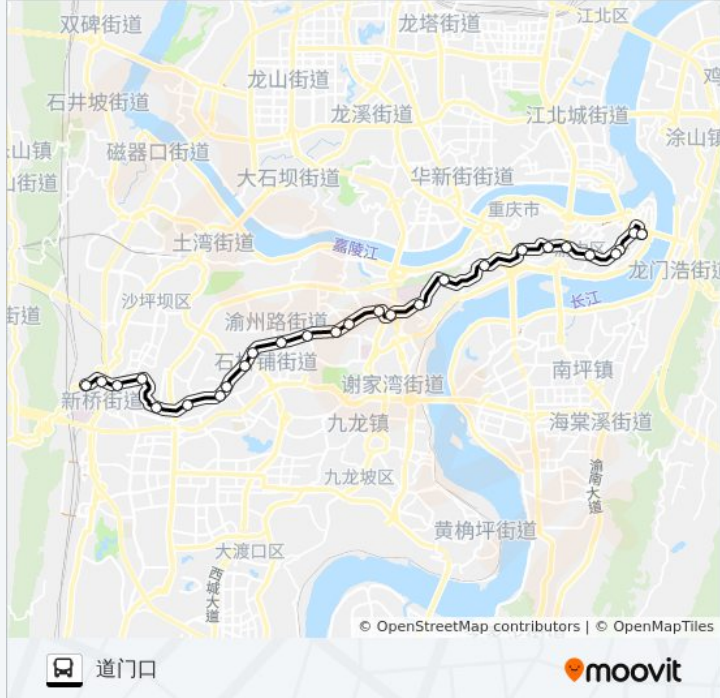 双碑街道
龙塔街道
江北区
龙山街道
石井坡街道
龙溪街道
江北城街道
山镇
磁器口街道
涂山镇
街道
大石坝街道
华新街街道
重庆市
土湾街道
嘉陵江
龙门浩街道
沙坪坝区
长江
街道
渝州路街道
铺街道
谢家湾街道
南坪镇
新桥街道
九龙镇
海棠溪街道
九龙坡区
渝南大道
黄桷坪街道
大渡口区
西城大道
© OpenStreetMap contributors | © OpenMapTiles
道门口
moovit